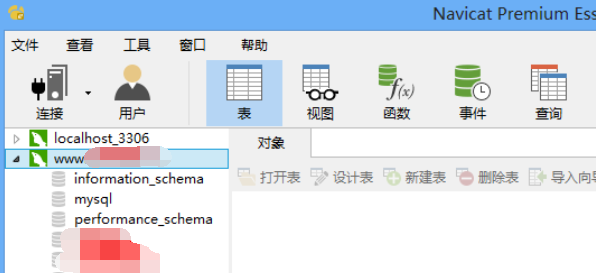 Navicat Premium Ess
文件 查看 工具 窗口 帮助
连接 用户 表 视图 函数 事件 查询
f(x)
localhost_3306
对象
www
打开表 设计表 新建表 删除表 导入向导
information_schema
mysql
performance_schema